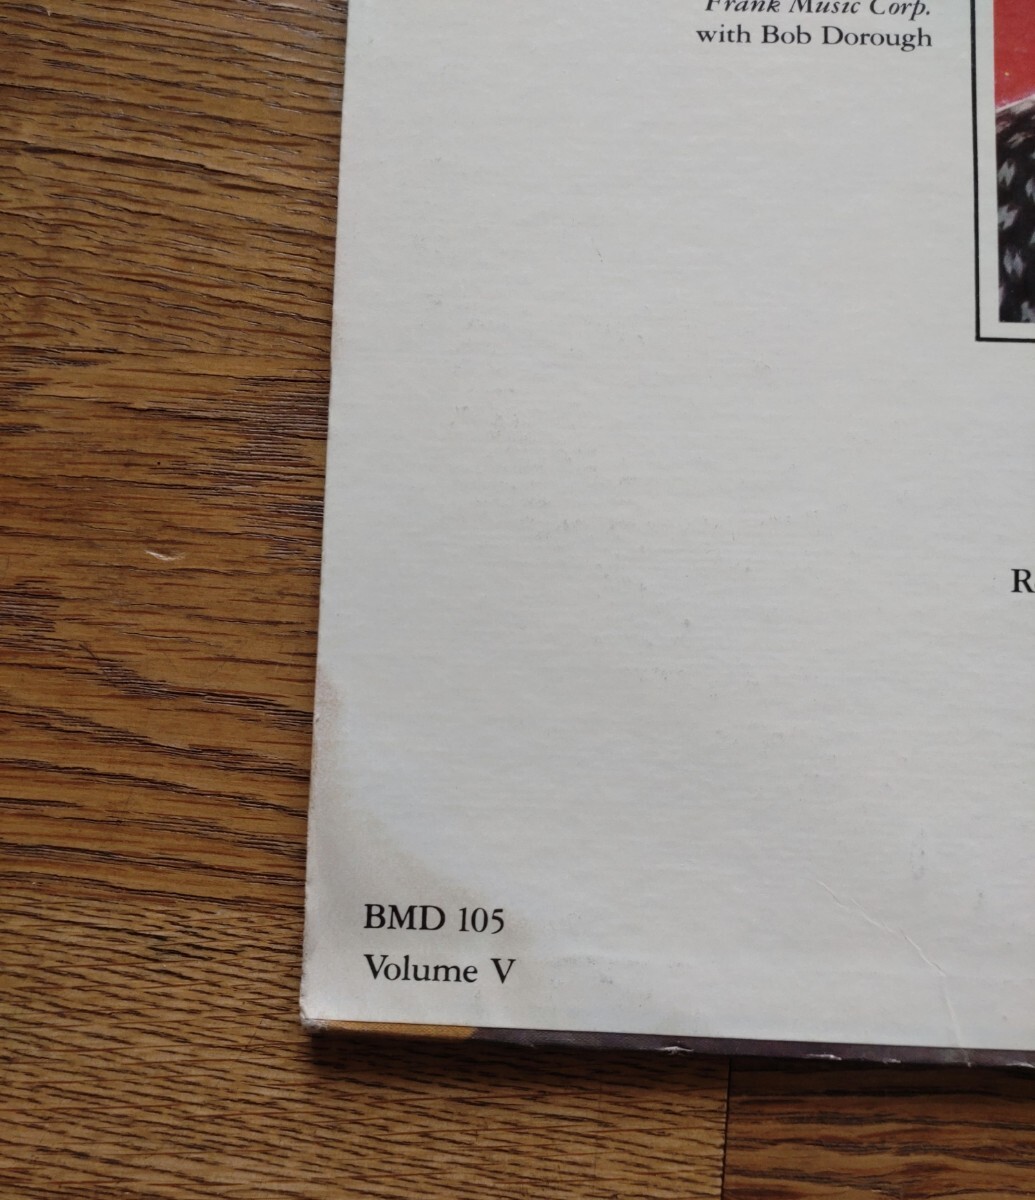 Frank Music Corp.
with Bob Dorough
R
BMD 105
Volume V